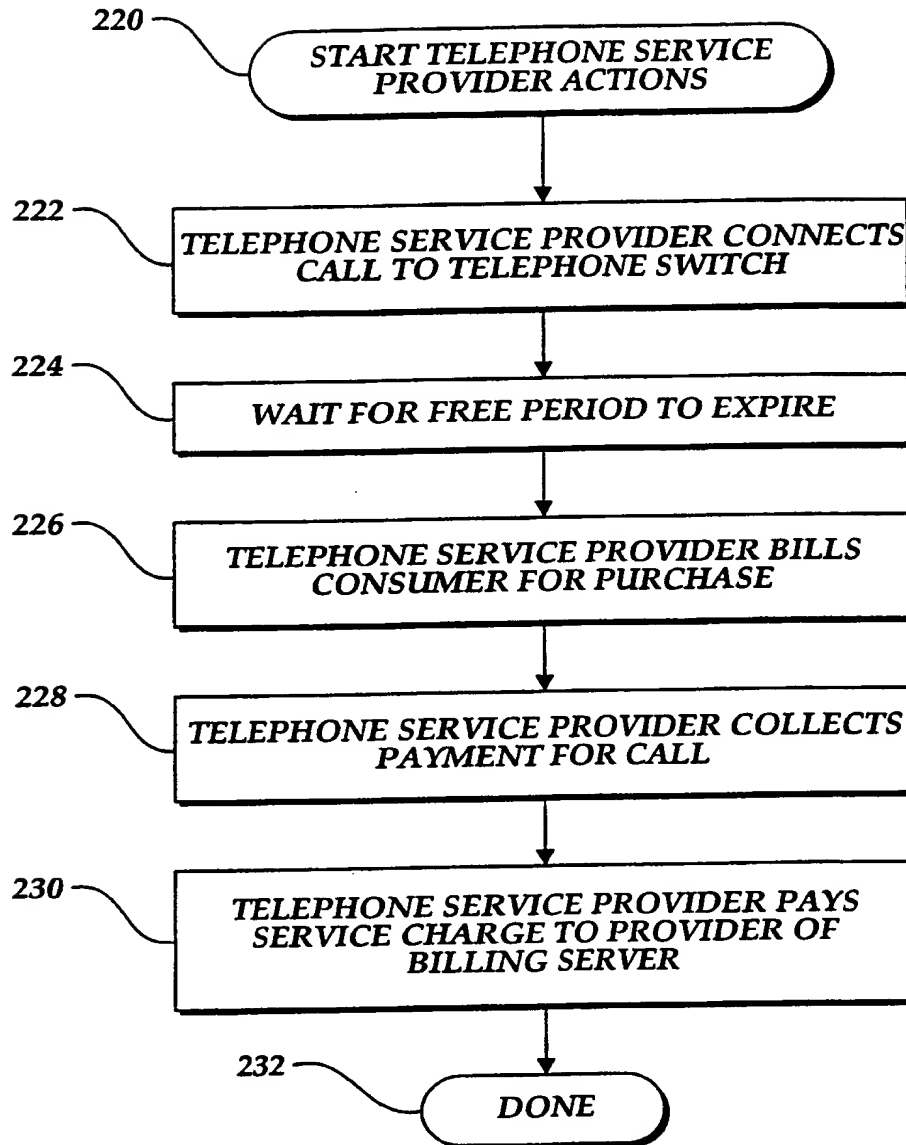 220
START TELEPHONE SERVICE
PROVIDER ACTIONS
222
TELEPHONE SERVICE PROVIDER CONNECTS
CALL TO TELEPHONE SWITCH
224
WAIT FOR FREE PERIOD TO EXPIRE
226
TELEPHONE SERVICE PROVIDER BILLS
CONSUMER FOR PURCHASE
228
TELEPHONE SERVICE PROVIDER COLLECTS
PAYMENT FOR CALL
230
TELEPHONE SERVICE PROVIDER PAYS
SERVICE CHARGE TO PROVIDER OF
BILLING SERVER
232
DONE